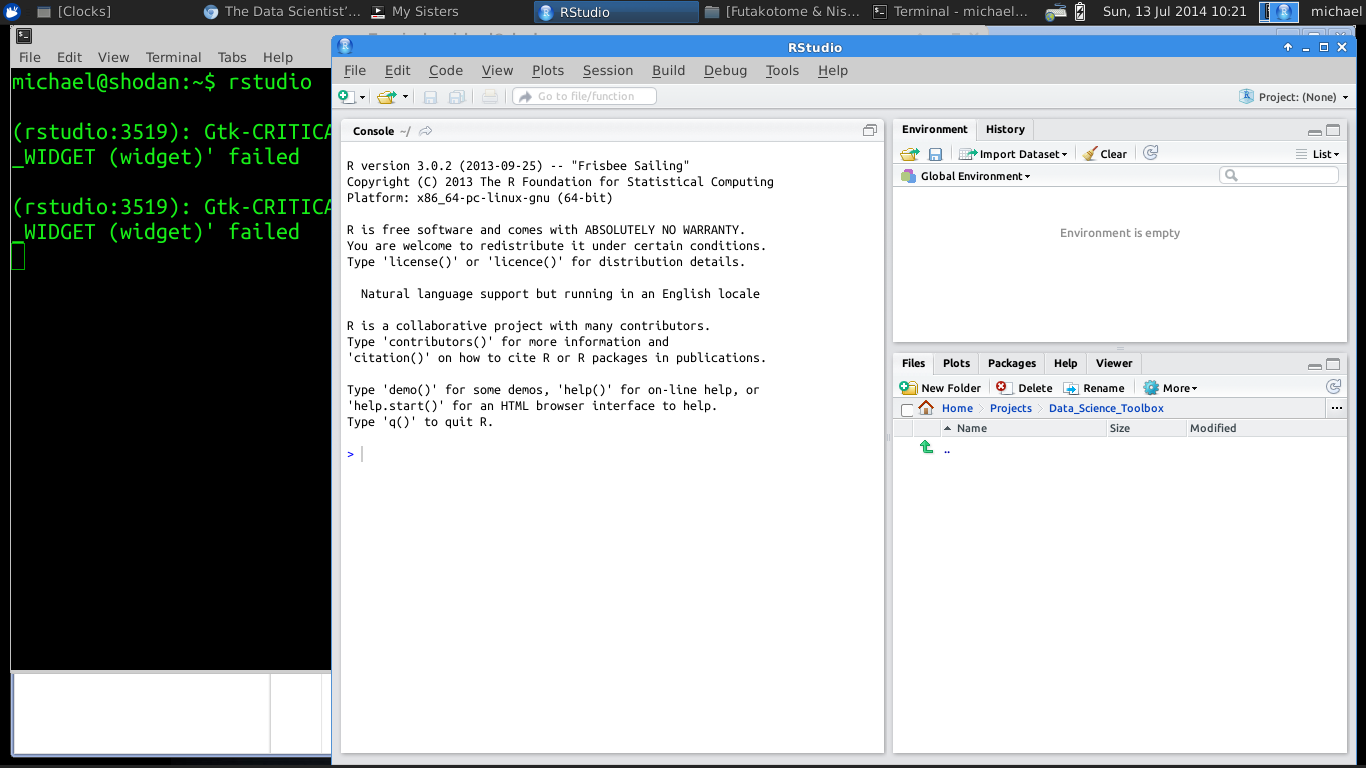 [Clocks]
The Data Scientist'...
My Sisters
RStudio
[Futakotome & Nis...
Terminal - michael...
Sun, 13 Jul 2014 10:21
michael
File Edit View Terminal Tabs Help
michael@shodan:~$ rstudio
(rstudio:3519): Gtk-CRITICA
_WIDGET (widget)' failed
(rstudio:3519): Gtk-CRITICA
_WIDGET (widget)' failed
RStudio
File Edit Code View Plots Session Build Debug Tools Help
Go to file/function
Project: (None)
Console ~/
R version 3.0.2 (2013-09-25) -- "Frisbee Sailing"
Copyright (C) 2013 The R Foundation for Statistical Computing
Platform: x86_64-pc-linux-gnu (64-bit)
R is free software and comes with ABSOLUTELY NO WARRANTY.
You are welcome to redistribute it under certain conditions.
Type 'license()' or 'licence()' for distribution details.
Natural language support but running in an English locale
R is a collaborative project with many contributors.
Type 'contributors()' for more information and
'citation()' on how to cite R or R packages in publications.
Type 'demo()' for some demos, 'help()' for on-line help, or
'help.start()' for an HTML browser interface to help.
Type 'q()' to quit R.
>
Environment History
Import Dataset Clear List
Global Environment
Environment is empty
Files Plots Packages Help Viewer
New Folder Delete Rename More
Home Projects Data_Science_Toolbox ...
Name Size Modified
..